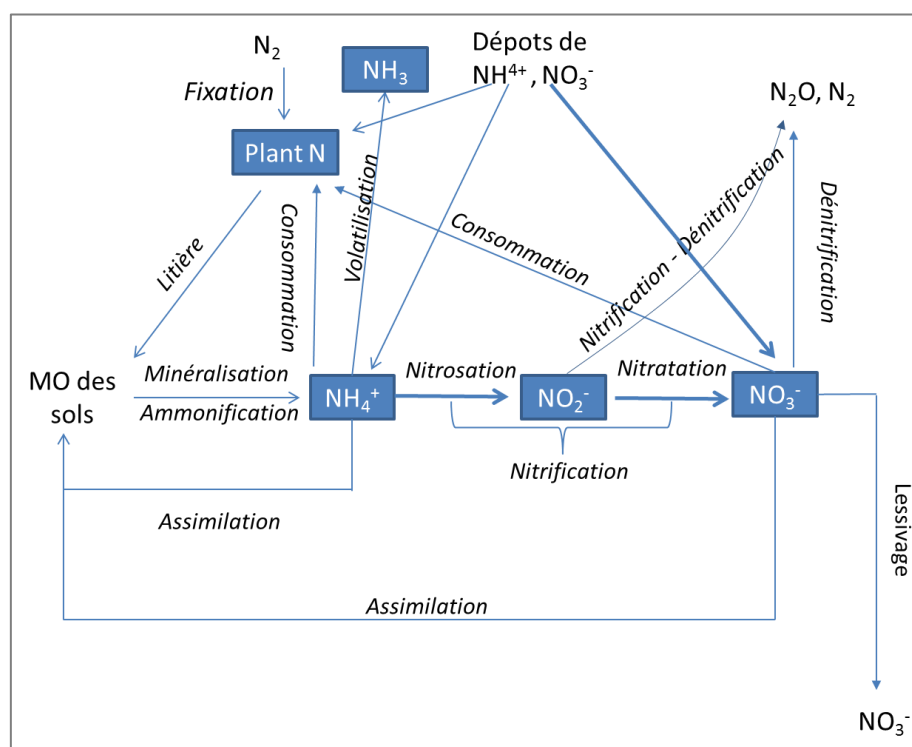 N₂
Fixation
NH₃
Dépots de
NH⁴⁺, NO₃⁻
N₂O, N₂
Plant N
Litière
Consommation
Volatilisation
Consommation
Nitrification - Dénitrification
Dénitrification
MO des
sols
Minéralisation
Ammonification
NH₄⁺
Nitrosation
NO₂⁻
Nitratation
NO₃⁻
Nitrification
Assimilation
Assimilation
Lessivage
NO₃⁻